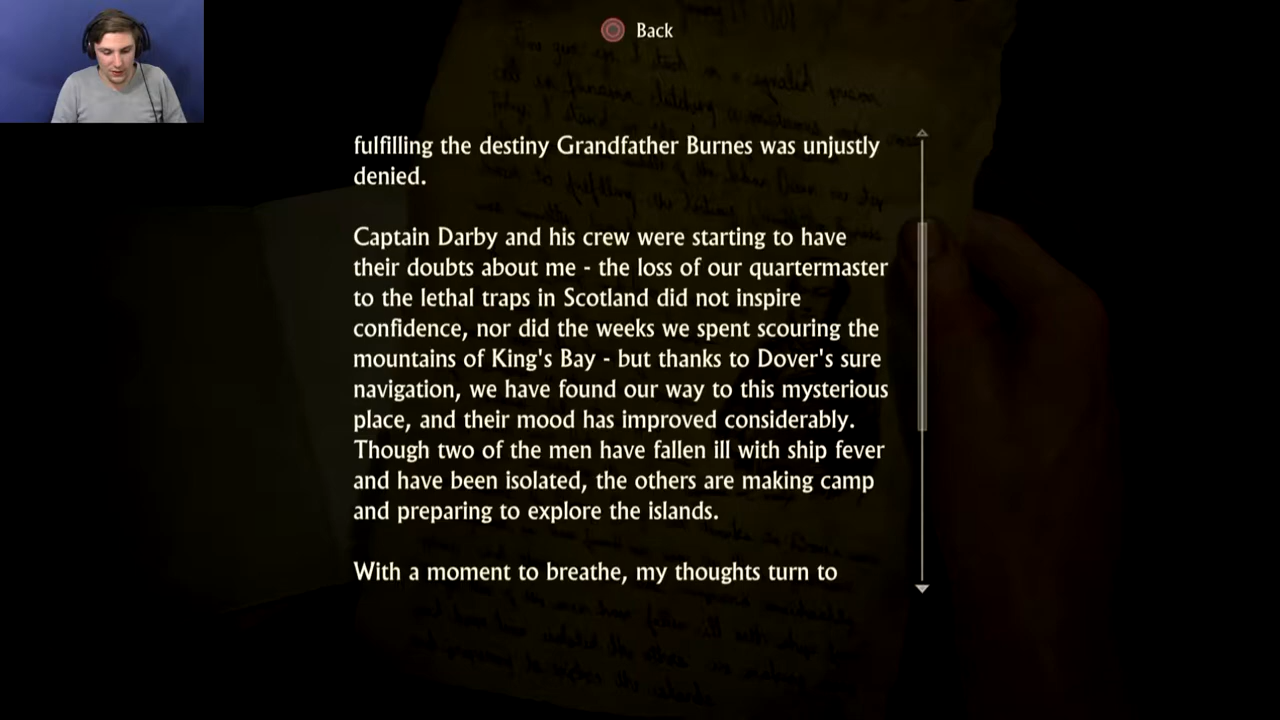 Back
fulfilling the destiny Grandfather Burnes was unjustly
denied.
Captain Darby and his crew were starting to have
their doubts about me - the loss of our quartermaster
to the lethal traps in Scotland did not inspire
confidence, nor did the weeks we spent scouring the
mountains of King's Bay - but thanks to Dover's sure
navigation, we have found our way to this mysterious
place, and their mood has improved considerably.
Though two of the men have fallen ill with ship fever
and have been isolated, the others are making camp
and preparing to explore the islands.
With a moment to breathe, my thoughts turn to